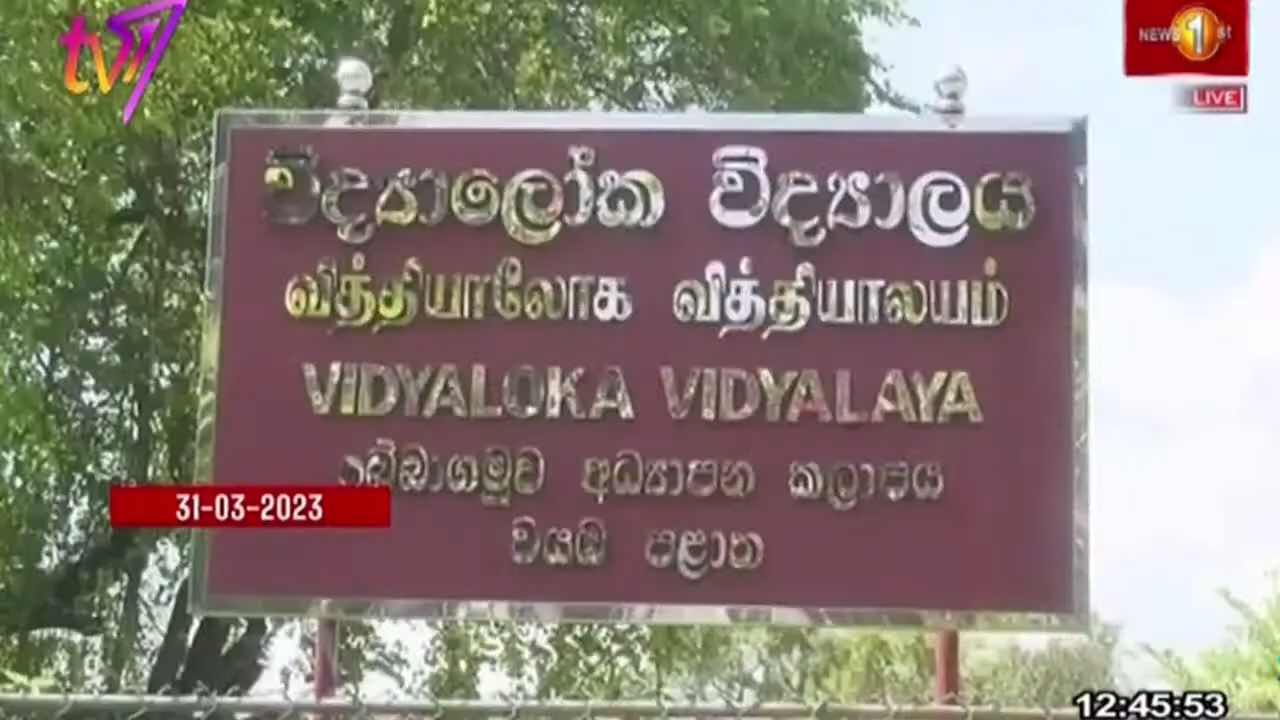 tv1
NEWS 1st
LIVE
විද්‍යාලෝක විද්‍යාලය
வித்தியாலோக வித்தியாலயம்
VIDYALOKA VIDYALAYA
ඉබ්බාගමුව අධ්‍යාපන කලාපය
වයඹ පළාත
31-03-2023
12:45:53